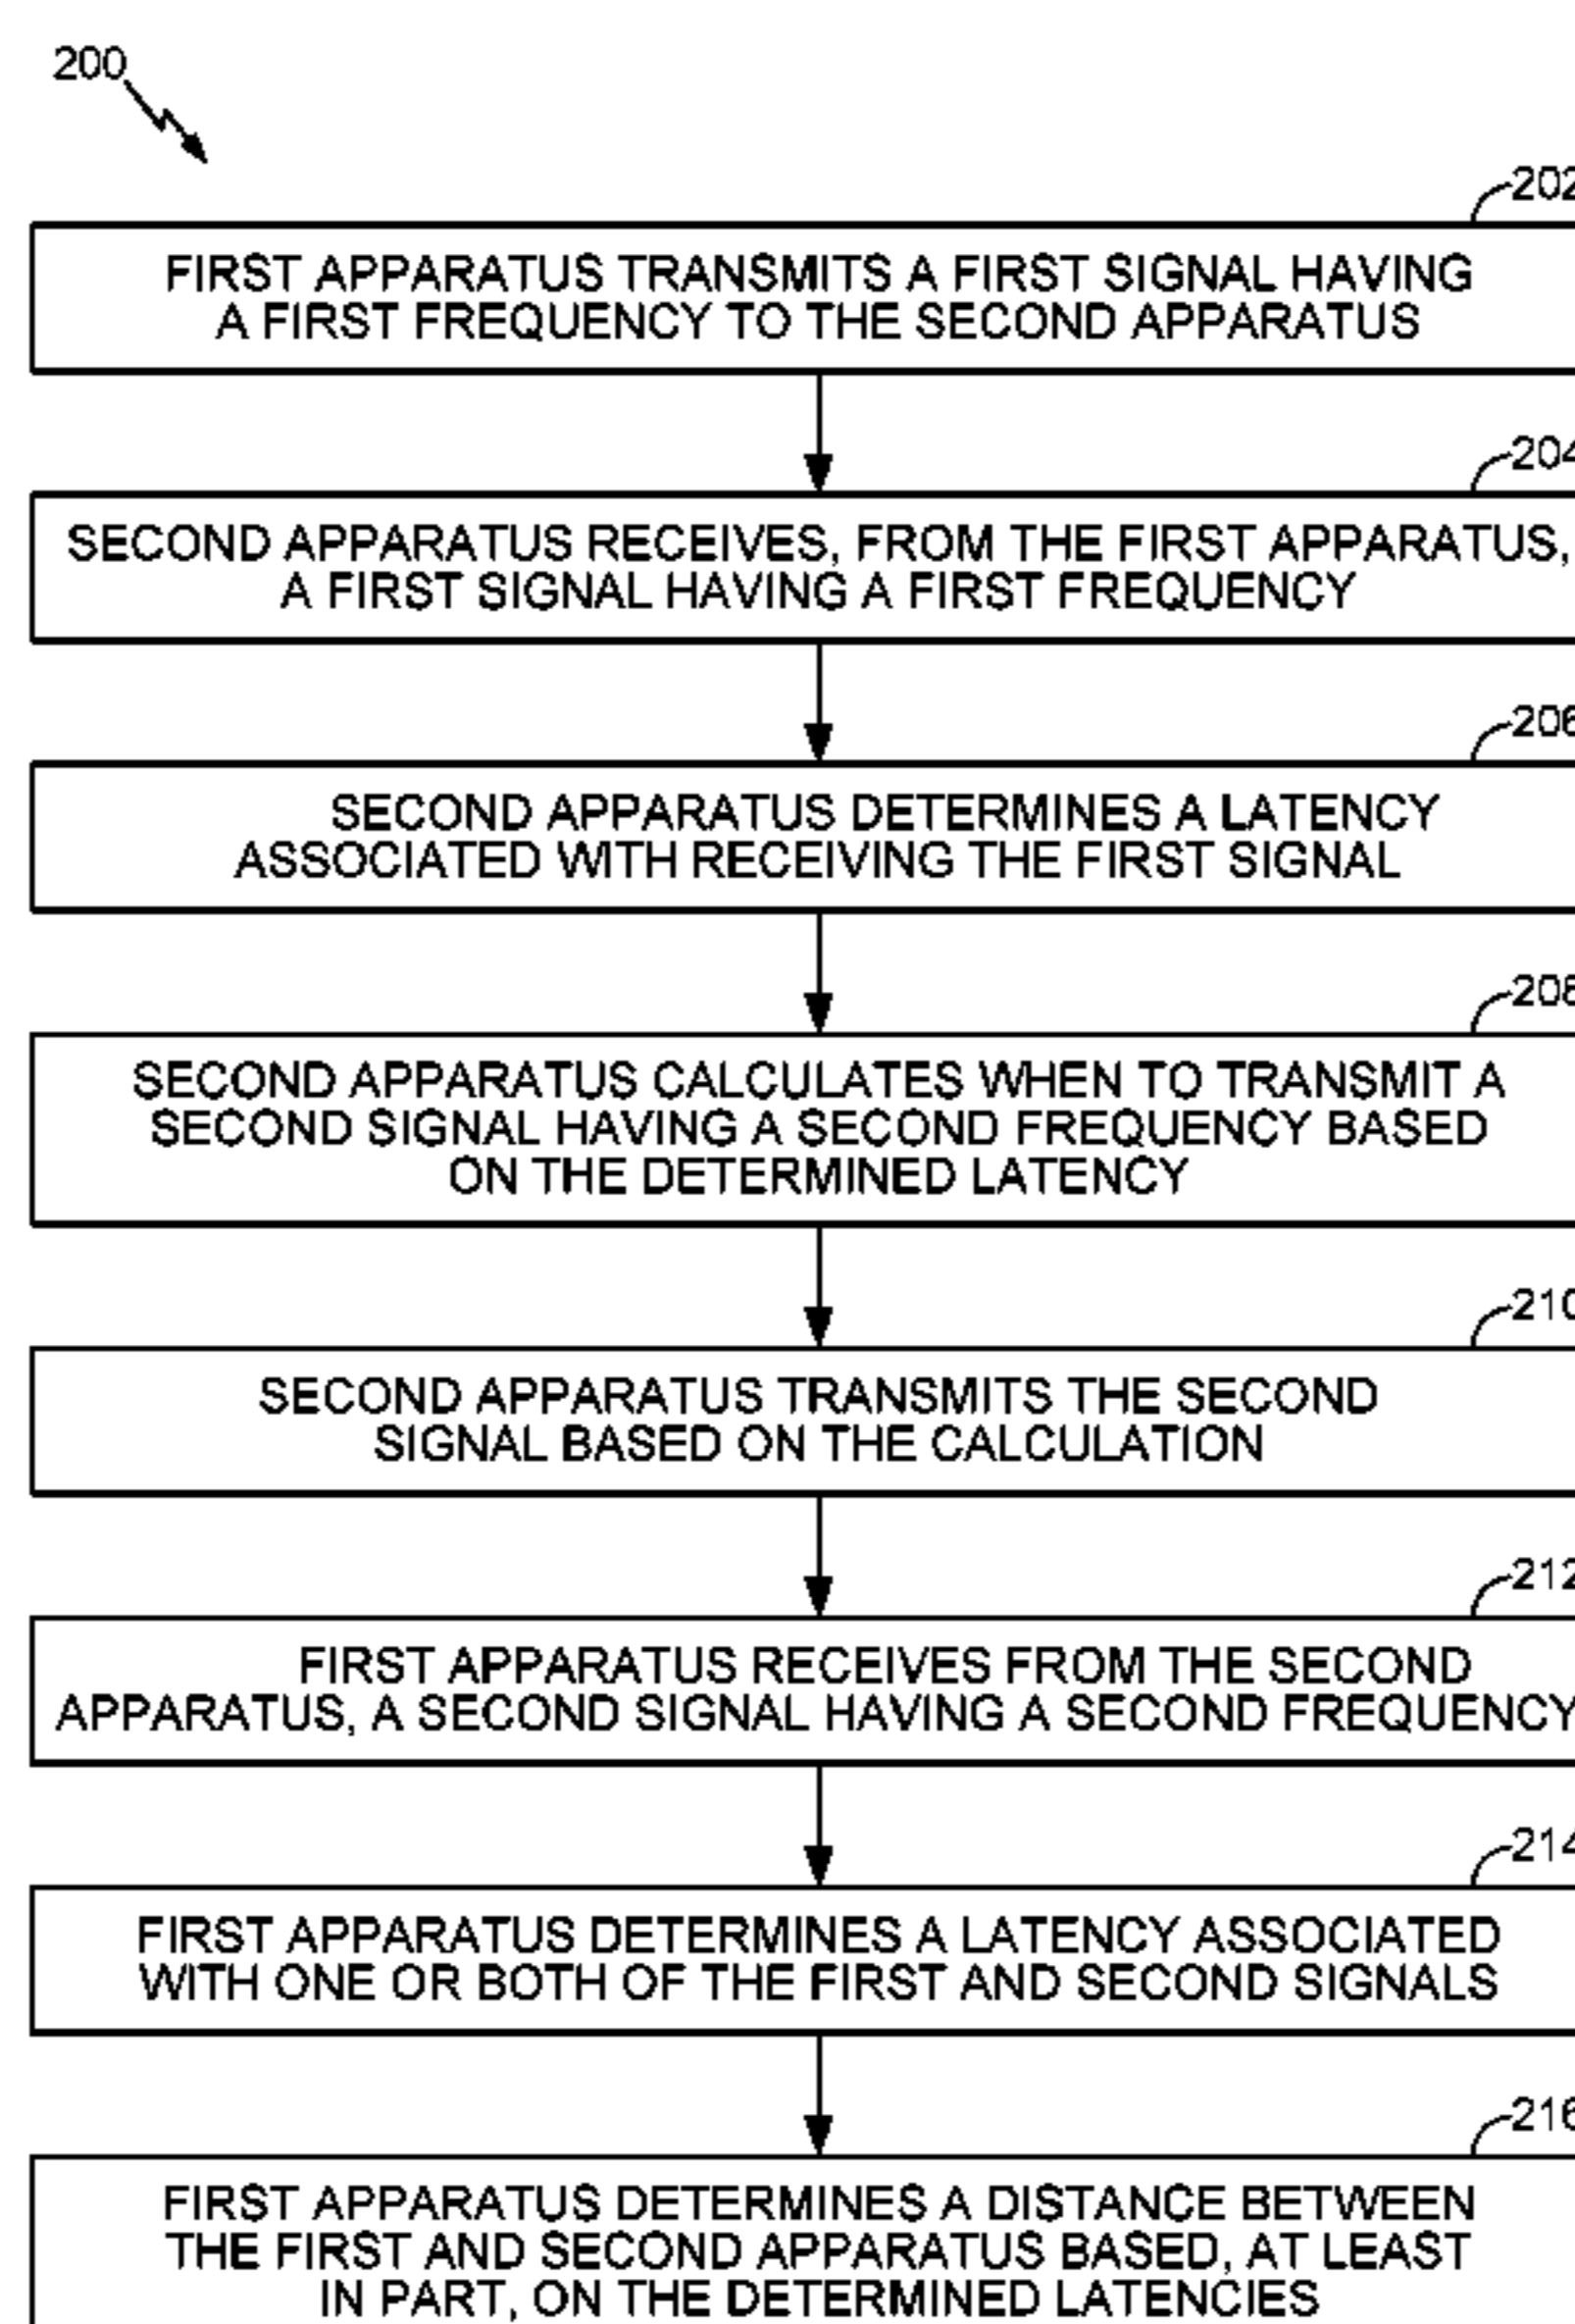 200
202
FIRST APPARATUS TRANSMITS A FIRST SIGNAL HAVING
A FIRST FREQUENCY TO THE SECOND APPARATUS
204
SECOND APPARATUS RECEIVES, FROM THE FIRST APPARATUS,
A FIRST SIGNAL HAVING A FIRST FREQUENCY
206
SECOND APPARATUS DETERMINES A LATENCY
ASSOCIATED WITH RECEIVING THE FIRST SIGNAL
208
SECOND APPARATUS CALCULATES WHEN TO TRANSMIT A
SECOND SIGNAL HAVING A SECOND FREQUENCY BASED
ON THE DETERMINED LATENCY
210
SECOND APPARATUS TRANSMITS THE SECOND
SIGNAL BASED ON THE CALCULATION
212
FIRST APPARATUS RECEIVES FROM THE SECOND
APPARATUS, A SECOND SIGNAL HAVING A SECOND FREQUENCY
214
FIRST APPARATUS DETERMINES A LATENCY ASSOCIATED
WITH ONE OR BOTH OF THE FIRST AND SECOND SIGNALS
216
FIRST APPARATUS DETERMINES A DISTANCE BETWEEN
THE FIRST AND SECOND APPARATUS BASED, AT LEAST
IN PART, ON THE DETERMINED LATENCIES